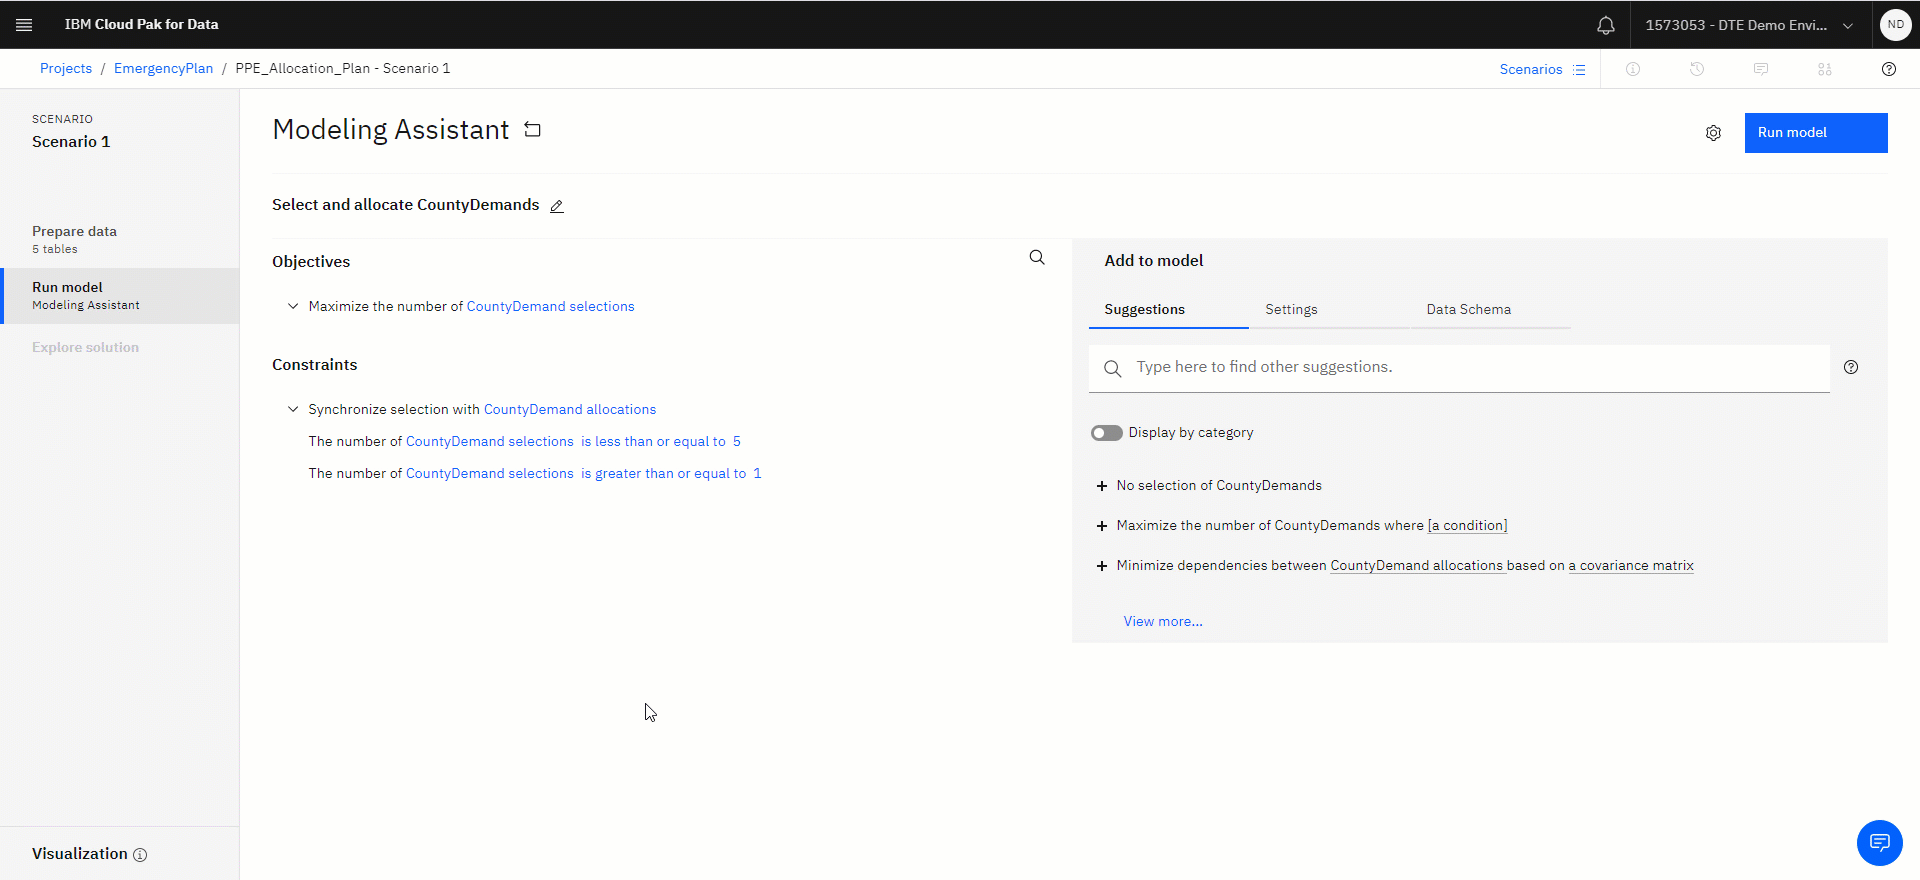 IBM Cloud Pak for Data
1573053 - DTE Demo Envi...
ND
Projects / EmergencyPlan / PPE_Allocation_Plan - Scenario 1
Scenarios
SCENARIO
Scenario 1
Prepare data
5 tables
Run model
Modeling Assistant
Explore solution
Visualization
Modeling Assistant
Run model
Select and allocate CountyDemands
Objectives
Maximize the number of CountyDemand selections
Constraints
Synchronize selection with CountyDemand allocations
The number of CountyDemand selections is less than or equal to 5
The number of CountyDemand selections is greater than or equal to 1
Add to model
Suggestions
Settings
Data Schema
Type here to find other suggestions.
Display by category
+ No selection of CountyDemands
+ Maximize the number of CountyDemands where [a condition]
+ Minimize dependencies between CountyDemand allocations based on a covariance matrix
View more...